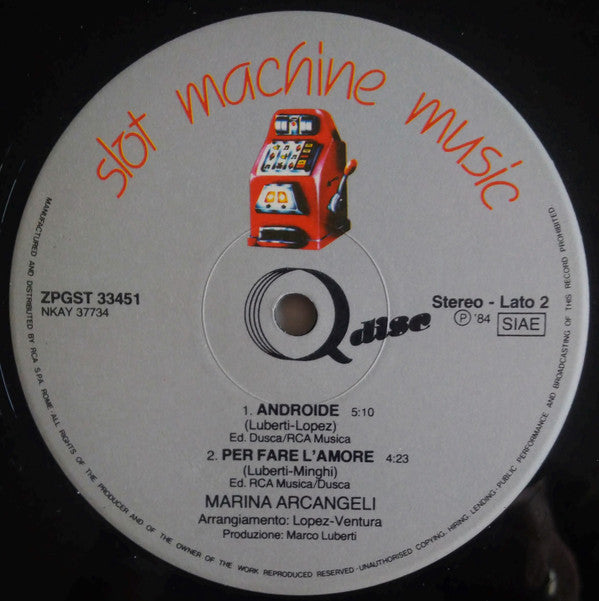 slot machine music
ZPGST 33451
NKAY 37734
Q disc
Stereo - Lato 2
℗ '84 SIAE
1. ANDROIDE 5:10
(Luberti-Lopez)
Ed. Dusca/RCA Musica
2. PER FARE L'AMORE 4:23
(Luberti-Minghi)
Ed. RCA Musica/Dusca
MARINA ARCANGELI
Arrangiamento: Lopez-Ventura
Produzione: Marco Luberti
MANUFACTURED AND DISTRIBUTED BY RCA S.P.A. ROME ALL RIGHTS OF THE PRODUCER AND OF THE OWNER OF THE WORK REPRODUCED RESERVED-UNAUTHORISED COPYING, HIRING, LENDING, PUBLIC PERFORMANCE AND BROADCASTING OF THIS RECORD PROHIBITED